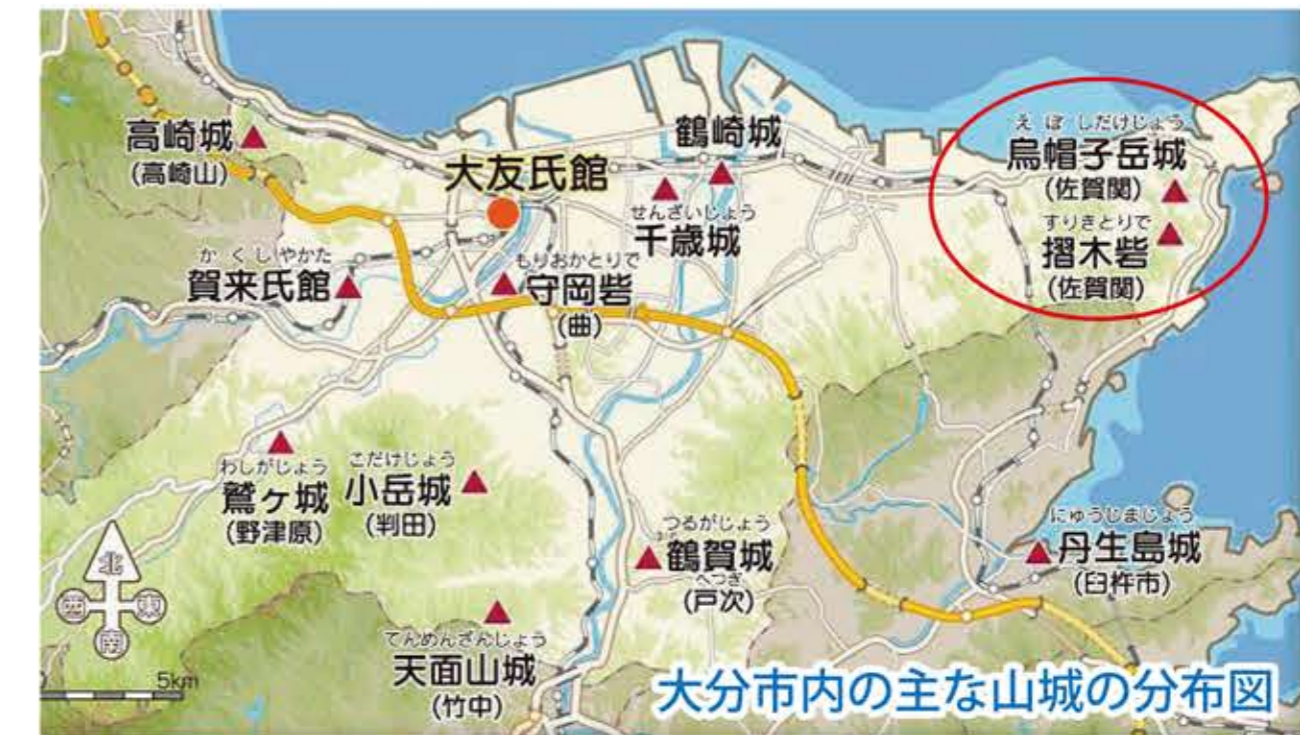 高崎城
(高崎山)
大友氏館
鶴崎城
せんざいじょう
千歳城
えぼしだけじょう
烏帽子岳城
(佐賀関)
すりきとりで
摺木砦
(佐賀関)
かくしやかた
賀来氏館
もりおかとりで
守岡砦
(曲)
わしがじょう
鷲ヶ城
(野津原)
こだけじょう
小岳城
(判田)
つるがじょう
鶴賀城
へつぎ
(戸次)
にゅうじまじょう
丹生島城
(臼杵市)
てんめんざんじょう
天面山城
(竹中)
北
西
東
南
5km
大分市内の主な山城の分布図